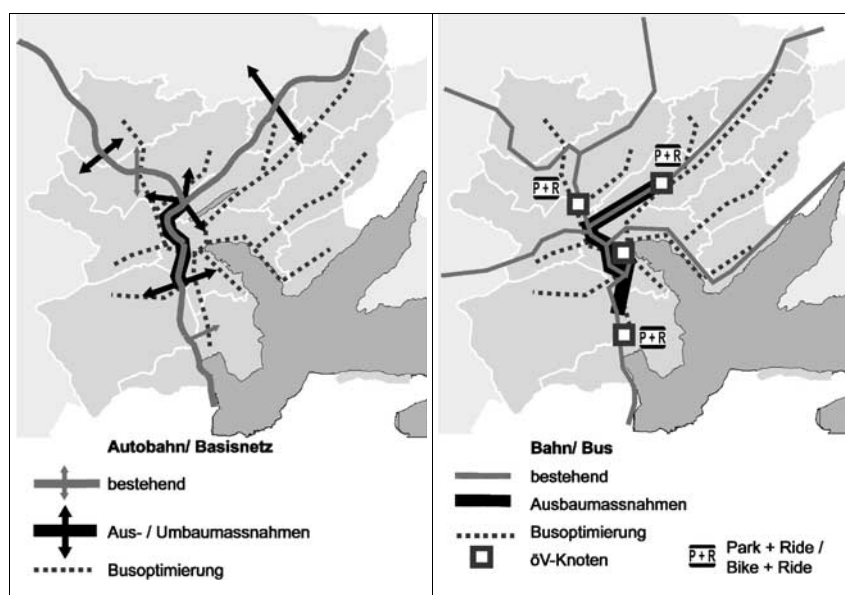 Autobahn/ Basisnetz
bestehend
Aus- / Umbaumassnahmen
Busoptimierung
P+R
P+R
P+R
Bahn/ Bus
bestehend
Ausbaumassnahmen
Busoptimierung
öV-Knoten
P+R Park + Ride /
Bike + Ride